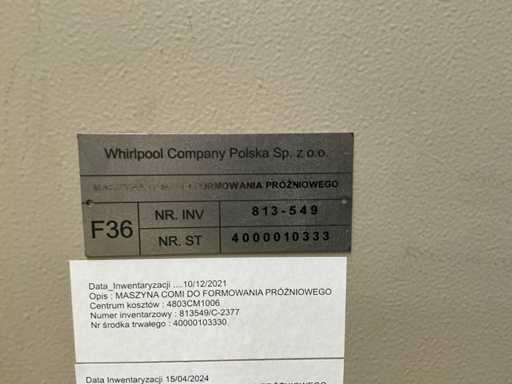 Whirlpool Company Polska Sp. z o.o.
MASZYNA FORMOWANIA PRÓŻNIOWEGO
F36
NR. INV 813-549
NR. ST 4000010333
Data_Inwentaryzacji ....10/12/2021
Opis : MASZYNA COMI DO FORMOWANIA PRÓŻNIOWEGO
Centrum kosztów : 4803CM1006
Numer inwentarzowy : 813549/C-2377
Nr środka trwałego : 40000103330
Data Inwentaryzacji 15/04/2024